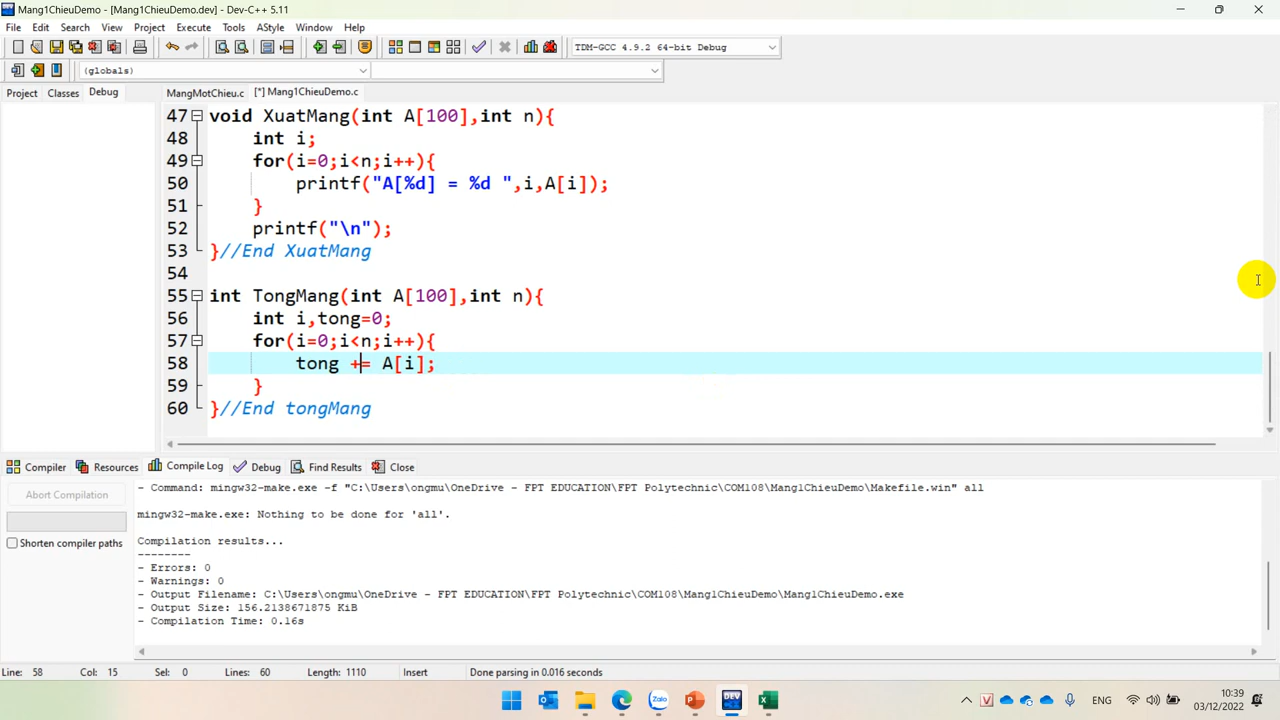 Mang1ChieuDemo - [Mang1ChieuDemo.dev] - Dev-C++ 5.11
File Edit Search View Project Execute Tools AStyle Window Help
TDM-GCC 4.9.2 64-bit Debug
(globals)
Project Classes Debug MangMotChieu.c [*] Mang1ChieuDemo.c
47 void XuatMang(int A[100],int n){
48 int i;
49 for(i=0;i<n;i++){
50 printf("A[%d] = %d ",i,A[i]);
51 }
52 printf("\n");
53 }//End XuatMang
54
55 int TongMang(int A[100],int n){
56 int i,tong=0;
57 for(i=0;i<n;i++){
58 tong += A[i];
59 }
60 }//End tongMang
Compiler Resources Compile Log Debug Find Results Close
Abort Compilation
Shorten compiler paths
- Command: mingw32-make.exe -f "C:\Users\ongmu\OneDrive - FPT EDUCATION\FPT Polytechnic\COM108\Mang1ChieuDemo\Makefile.win" all
mingw32-make.exe: Nothing to be done for 'all'.
Compilation results...
--------
- Errors: 0
- Warnings: 0
- Output Filename: C:\Users\ongmu\OneDrive - FPT EDUCATION\FPT Polytechnic\COM108\Mang1ChieuDemo\Mang1ChieuDemo.exe
- Output Size: 156.2138671875 KiB
- Compilation Time: 0.16s
Line: 58 Col: 15 Sel: 0 Lines: 60 Length: 1110 Insert Done parsing in 0.016 seconds
Zalo
DEV
ENG
10:39
03/12/2022